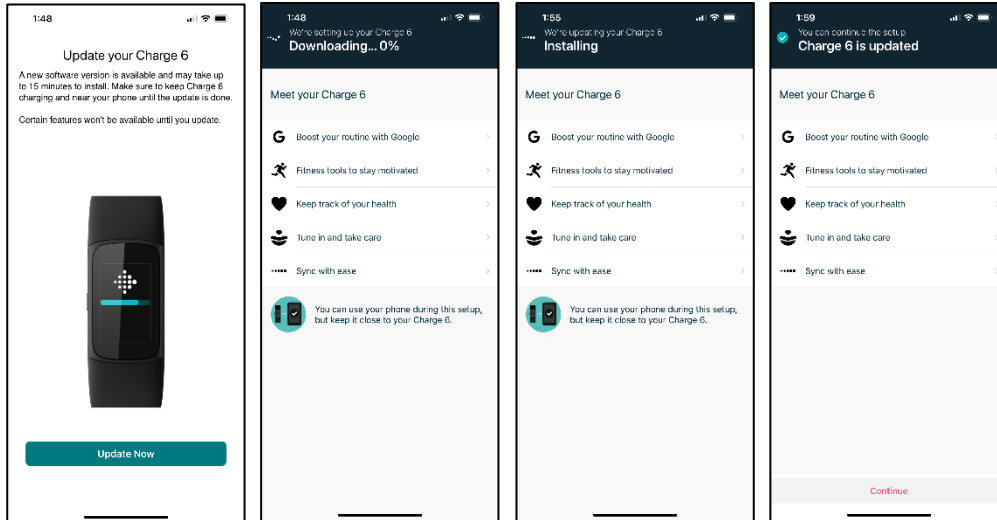 1:48
Update your Charge 6
A new software version is available and may take up
to 15 minutes to install. Make sure to keep Charge 6
charging and near your phone until the update is done.
Certain features won't be available until you update.
Update Now
1:48
We're setting up your Charge 6
Downloading... 0%
Meet your Charge 6
Boost your routine with Google
Fitness tools to stay motivated
Keep track of your health
Tune in and take care
Sync with ease
You can use your phone during this setup,
but keep it close to your Charge 6.
1:55
We're updating your Charge 6
Installing
Meet your Charge 6
Boost your routine with Google
Fitness tools to stay motivated
Keep track of your health
Tune in and take care
Sync with ease
You can use your phone during this setup,
but keep it close to your Charge 6.
1:59
You can continue the setup
Charge 6 is updated
Meet your Charge 6
Boost your routine with Google
Fitness tools to stay motivated
Keep track of your health
Tune in and take care
Sync with ease
Continue